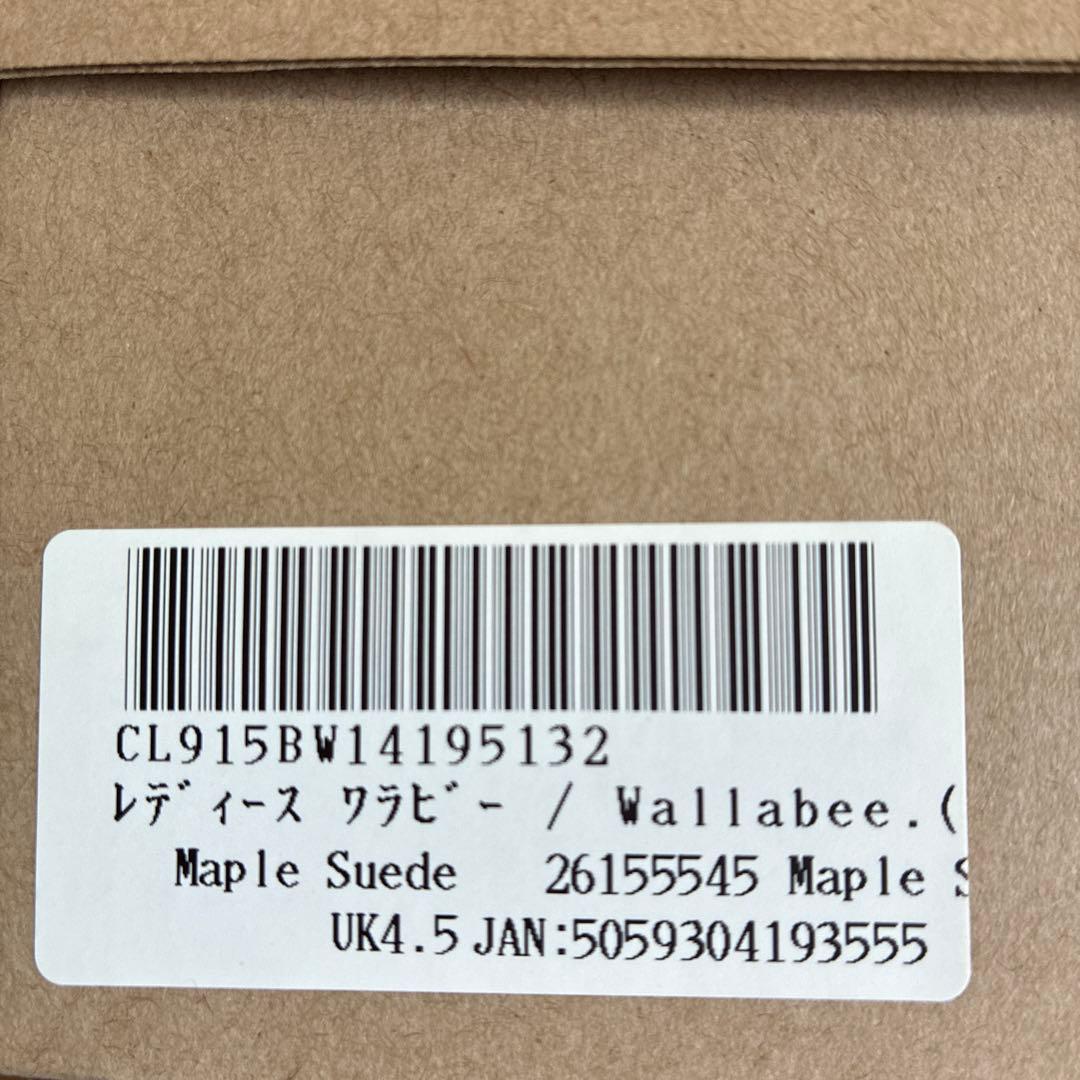 CL915BW14195132
ﾚﾃﾞｨｰｽ ﾜﾗﾋﾞｰ / Wallabee.(
Maple Suede 26155545 Maple S
UK4.5 JAN:5059304193555